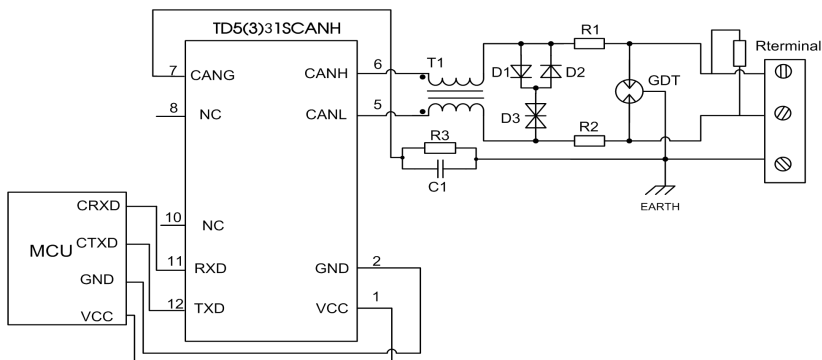 TD5(3)31SCANH
T1
R1
Rterminal
7
CANG
CANH
6
D1
D2
GDT
8
NC
CANL
5
D3
R2
R3
C1
EARTH
CRXD
10
NC
MCU
CTXD
11
RXD
GND
2
GND
12
TXD
VCC
1
VCC